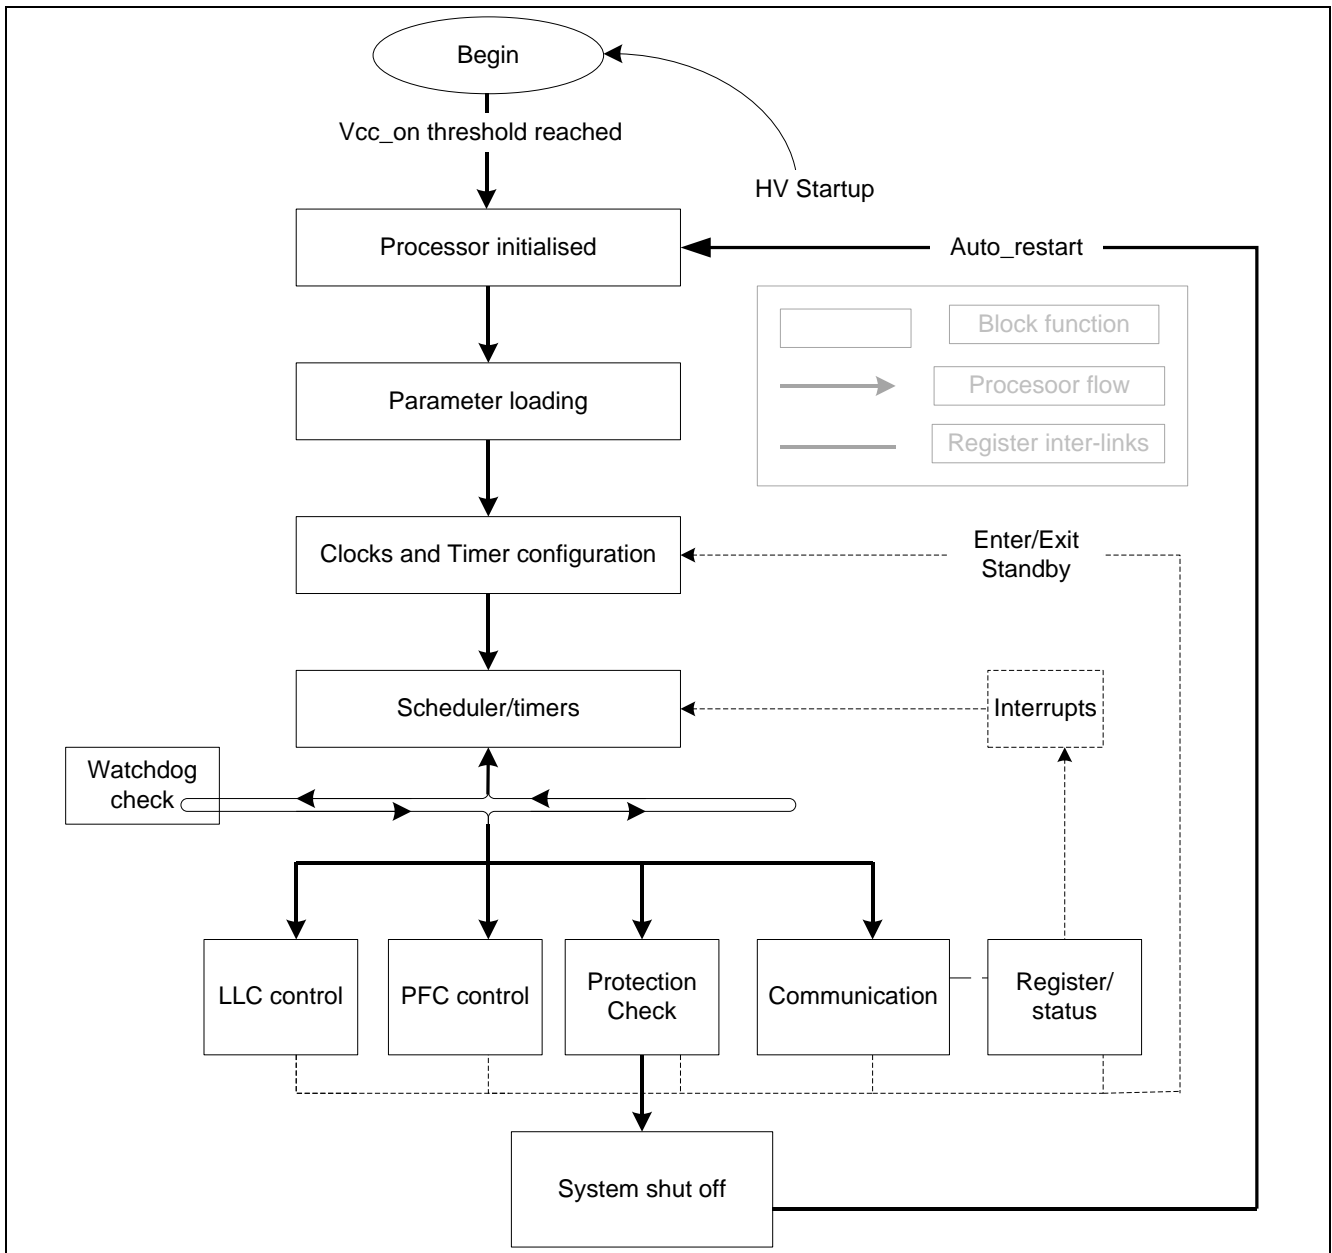 Begin
Vcc_on threshold reached
HV Startup
Processor initialised
Auto_restart
Block function
Procesoor flow
Register inter-links
Parameter loading
Clocks and Timer configuration
Enter/Exit
Standby
Scheduler/timers
Interrupts
Watchdog
check
LLC control
PFC control
Protection
Check
Communication
Register/
status
System shut off